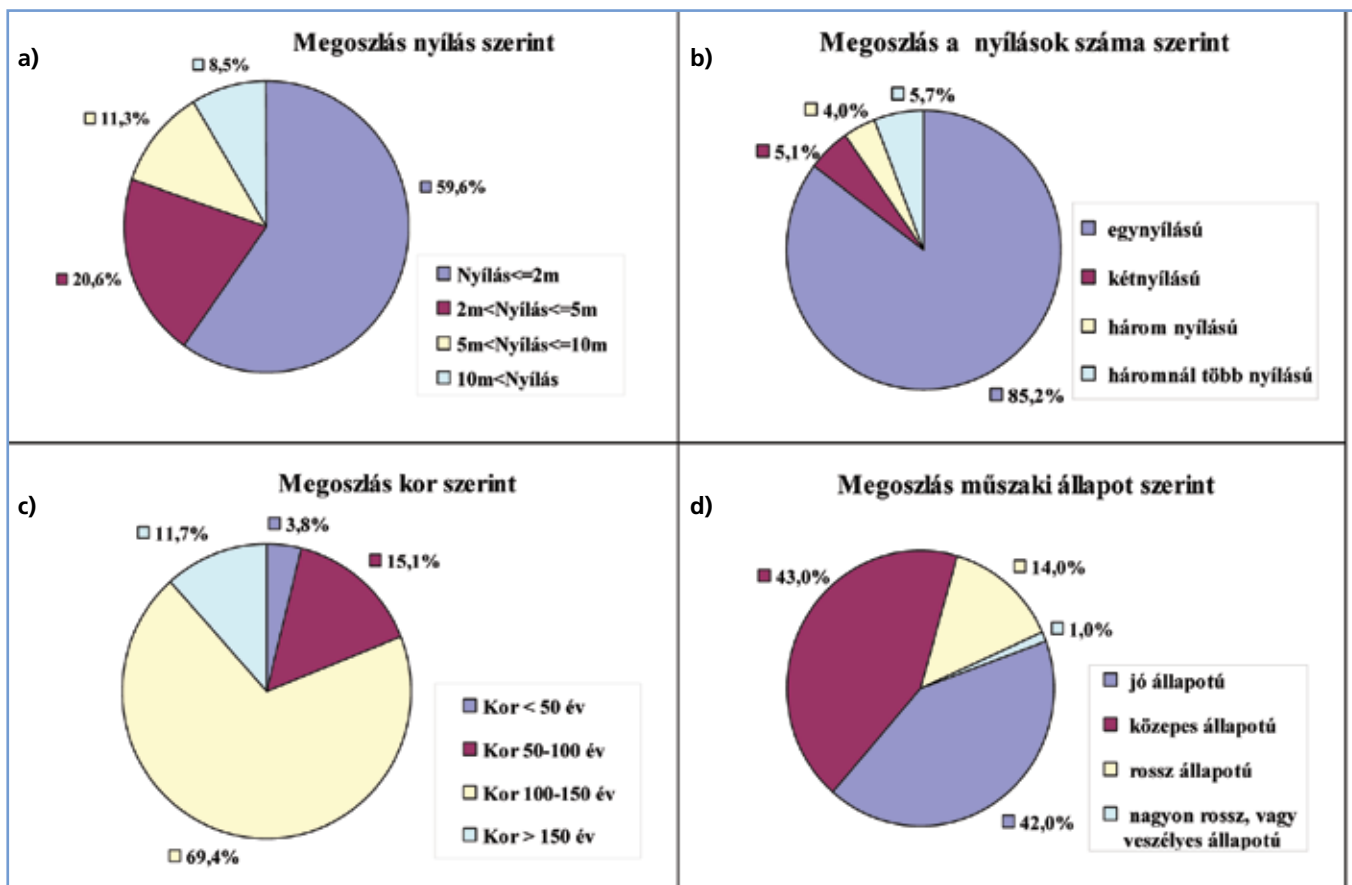 a)
Megoszlás nyílás szerint
8,5%
11,3%
59,6%
20,6%
Nyílás<=2m
2m<Nyílás<=5m
5m<Nyílás<=10m
10m<Nyílás
b)
Megoszlás a nyílások száma szerint
5,7%
4,0%
5,1%
85,2%
egynyílású
kétnyílású
három nyílású
háromnál több nyílású
c)
Megoszlás kor szerint
3,8%
11,7%
15,1%
69,4%
Kor < 50 év
Kor 50-100 év
Kor 100-150 év
Kor > 150 év
d)
Megoszlás műszaki állapot szerint
14,0%
43,0%
1,0%
42,0%
jó állapotú
közepes állapotú
rossz állapotú
nagyon rossz, vagy
veszélyes állapotú